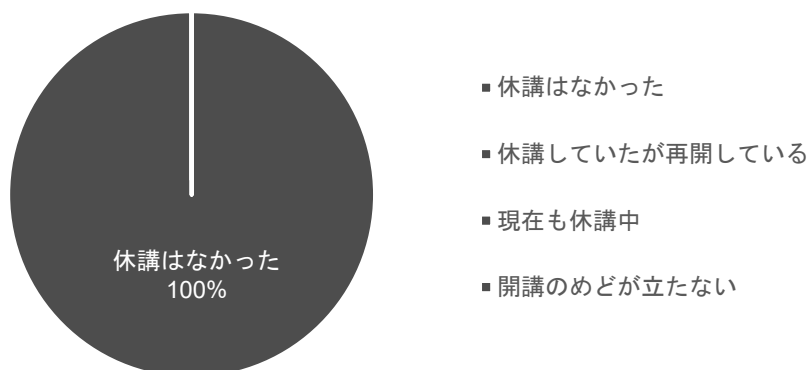 休講はなかった
100%
休講はなかった
休講していたが再開している
現在も休講中
開講のめどが立たない